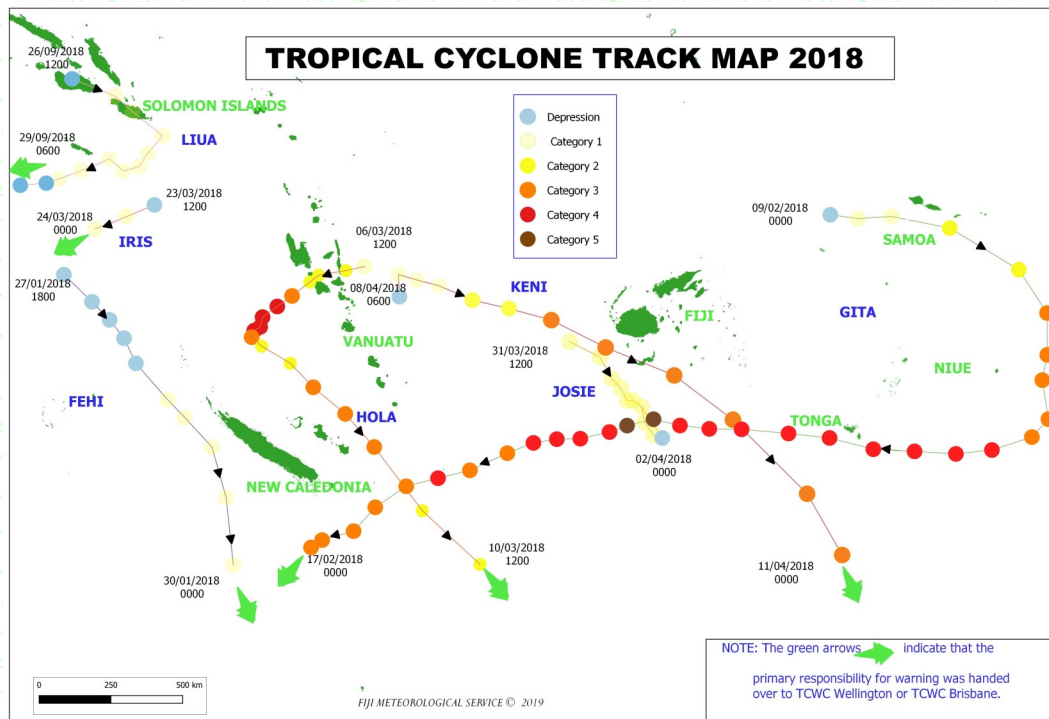 TROPICAL CYCLONE TRACK MAP 2018
26/09/2018
1200
SOLOMON ISLANDS
LIUA
29/09/2018
0600
23/03/2018
1200
24/03/2018
0000
IRIS
27/01/2018
1800
FEHI
06/03/2018
1200
08/04/2018
0600
VANUATU
HOLA
NEW CALEDONIA
30/01/2018
0000
17/02/2018
0000
10/03/2018
1200
Depression
Category 1
Category 2
Category 3
Category 4
Category 5
KENI
FIJI
31/03/2018
1200
JOSIE
02/04/2018
0000
TONGA
11/04/2018
0000
09/02/2018
0000
SAMOA
GITA
NIUE
0 250 500 km
FIJI METEOROLOGICAL SERVICE © 2019
NOTE: The green arrows indicate that the
primary responsibility for warning was handed
over to TCWC Wellington or TCWC Brisbane.